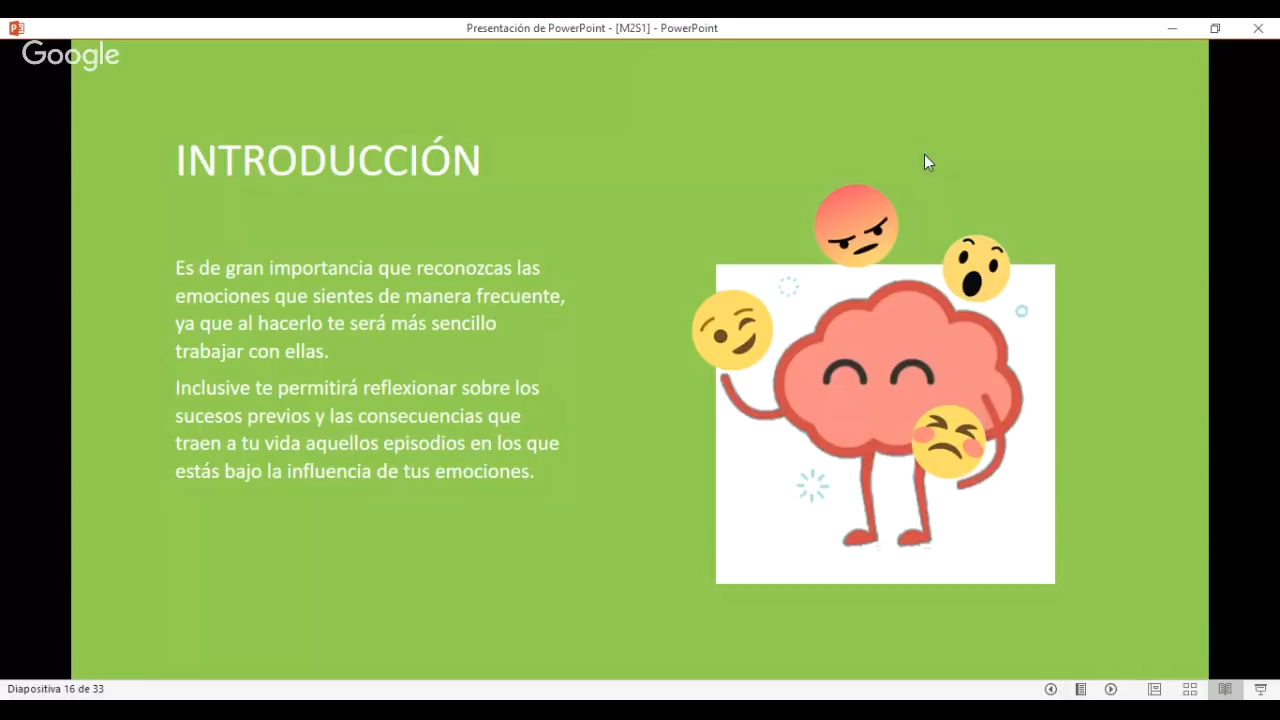 Presentación de PowerPoint - [M2S1] - PowerPoint
Google
INTRODUCCIÓN
Es de gran importancia que reconozcas las
emociones que sientes de manera frecuente,
ya que al hacerlo te será más sencillo
trabajar con ellas.
Inclusive te permitirá reflexionar sobre los
sucesos previos y las consecuencias que
traen a tu vida aquellos episodios en los que
estás bajo la influencia de tus emociones.
Diapositiva 16 de 33